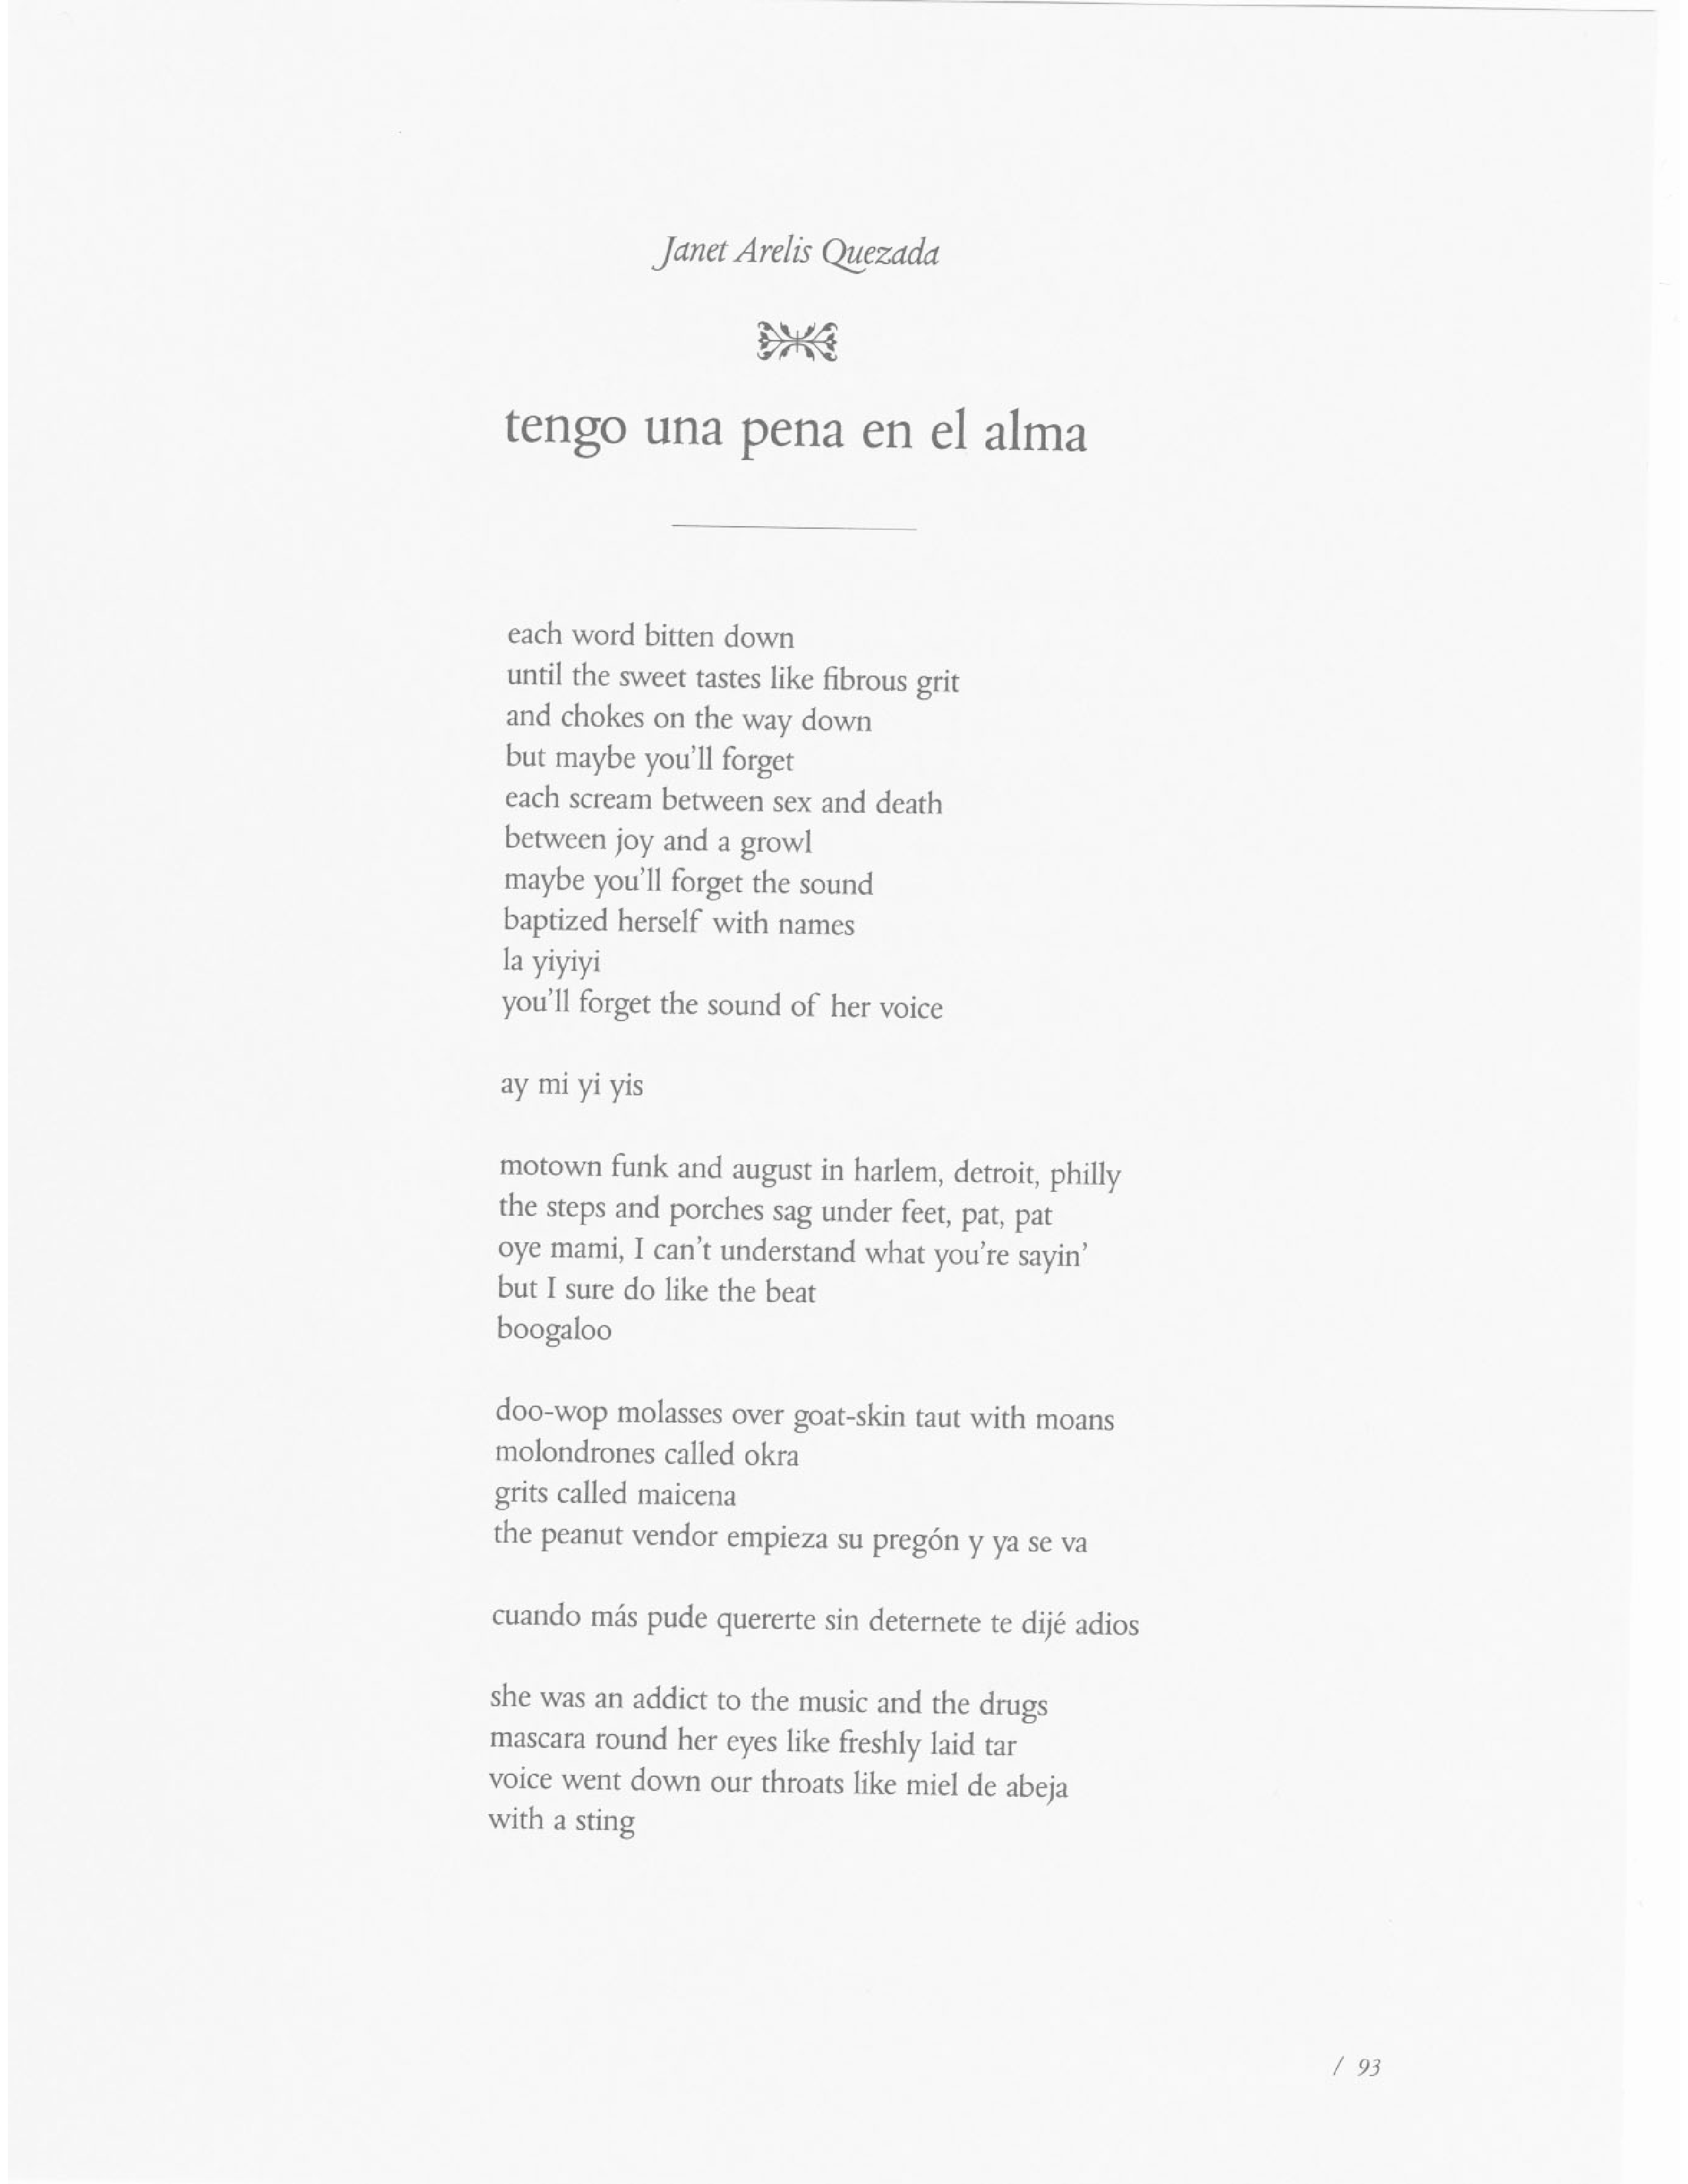 Janet Arelis Quezada
tengo una pena en el alma
each word bitten down
until the sweet tastes like fibrous grit
and chokes on the way down
but maybe you'll forget
each scream between sex and death
between joy and a growl
maybe you'll forget the sound
baptized herself with names
la yiyiyi
you'll forget the sound of her voice
ay mi yi yis
motown funk and august in harlem, detroit, philly
the steps and porches sag under feet, pat, pat
oye mami, I can't understand what you're sayin'
but I sure do like the beat
boogaloo
doo-wop molasses over goat-skin taut with moans
molondrones called okra
grits called maicena
the peanut vendor empieza su pregón y ya se va
cuando más pude quererte sin deternete te dijé adios
she was an addict to the music and the drugs
mascara round her eyes like freshly laid tar
voice went down our throats like miel de abeja
with a sting
/ 93